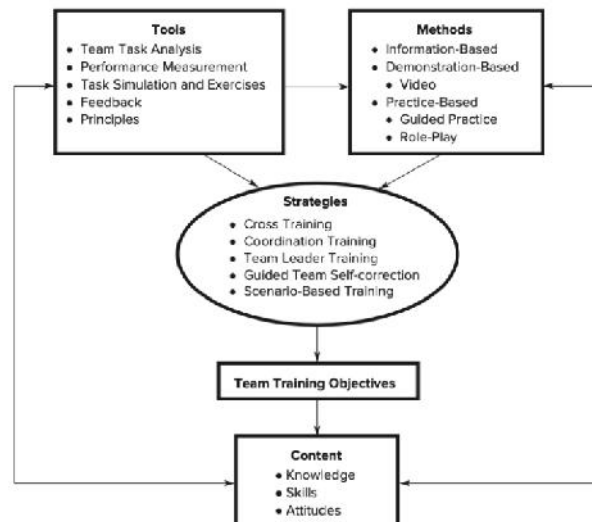 Tools
• Team Task Analysis
• Performance Measurement
• Task Simulation and Exercises
• Feedback
• Principles
Methods
• Information-Based
• Demonstration-Based
• Video
• Practice-Based
• Guided Practice
• Role-Play
Strategies
• Cross Training
• Coordination Training
• Team Leader Training
• Guided Team Self-correction
• Scenario-Based Training
Team Training Objectives
Content
• Knowledge
• Skills
• Attitudes